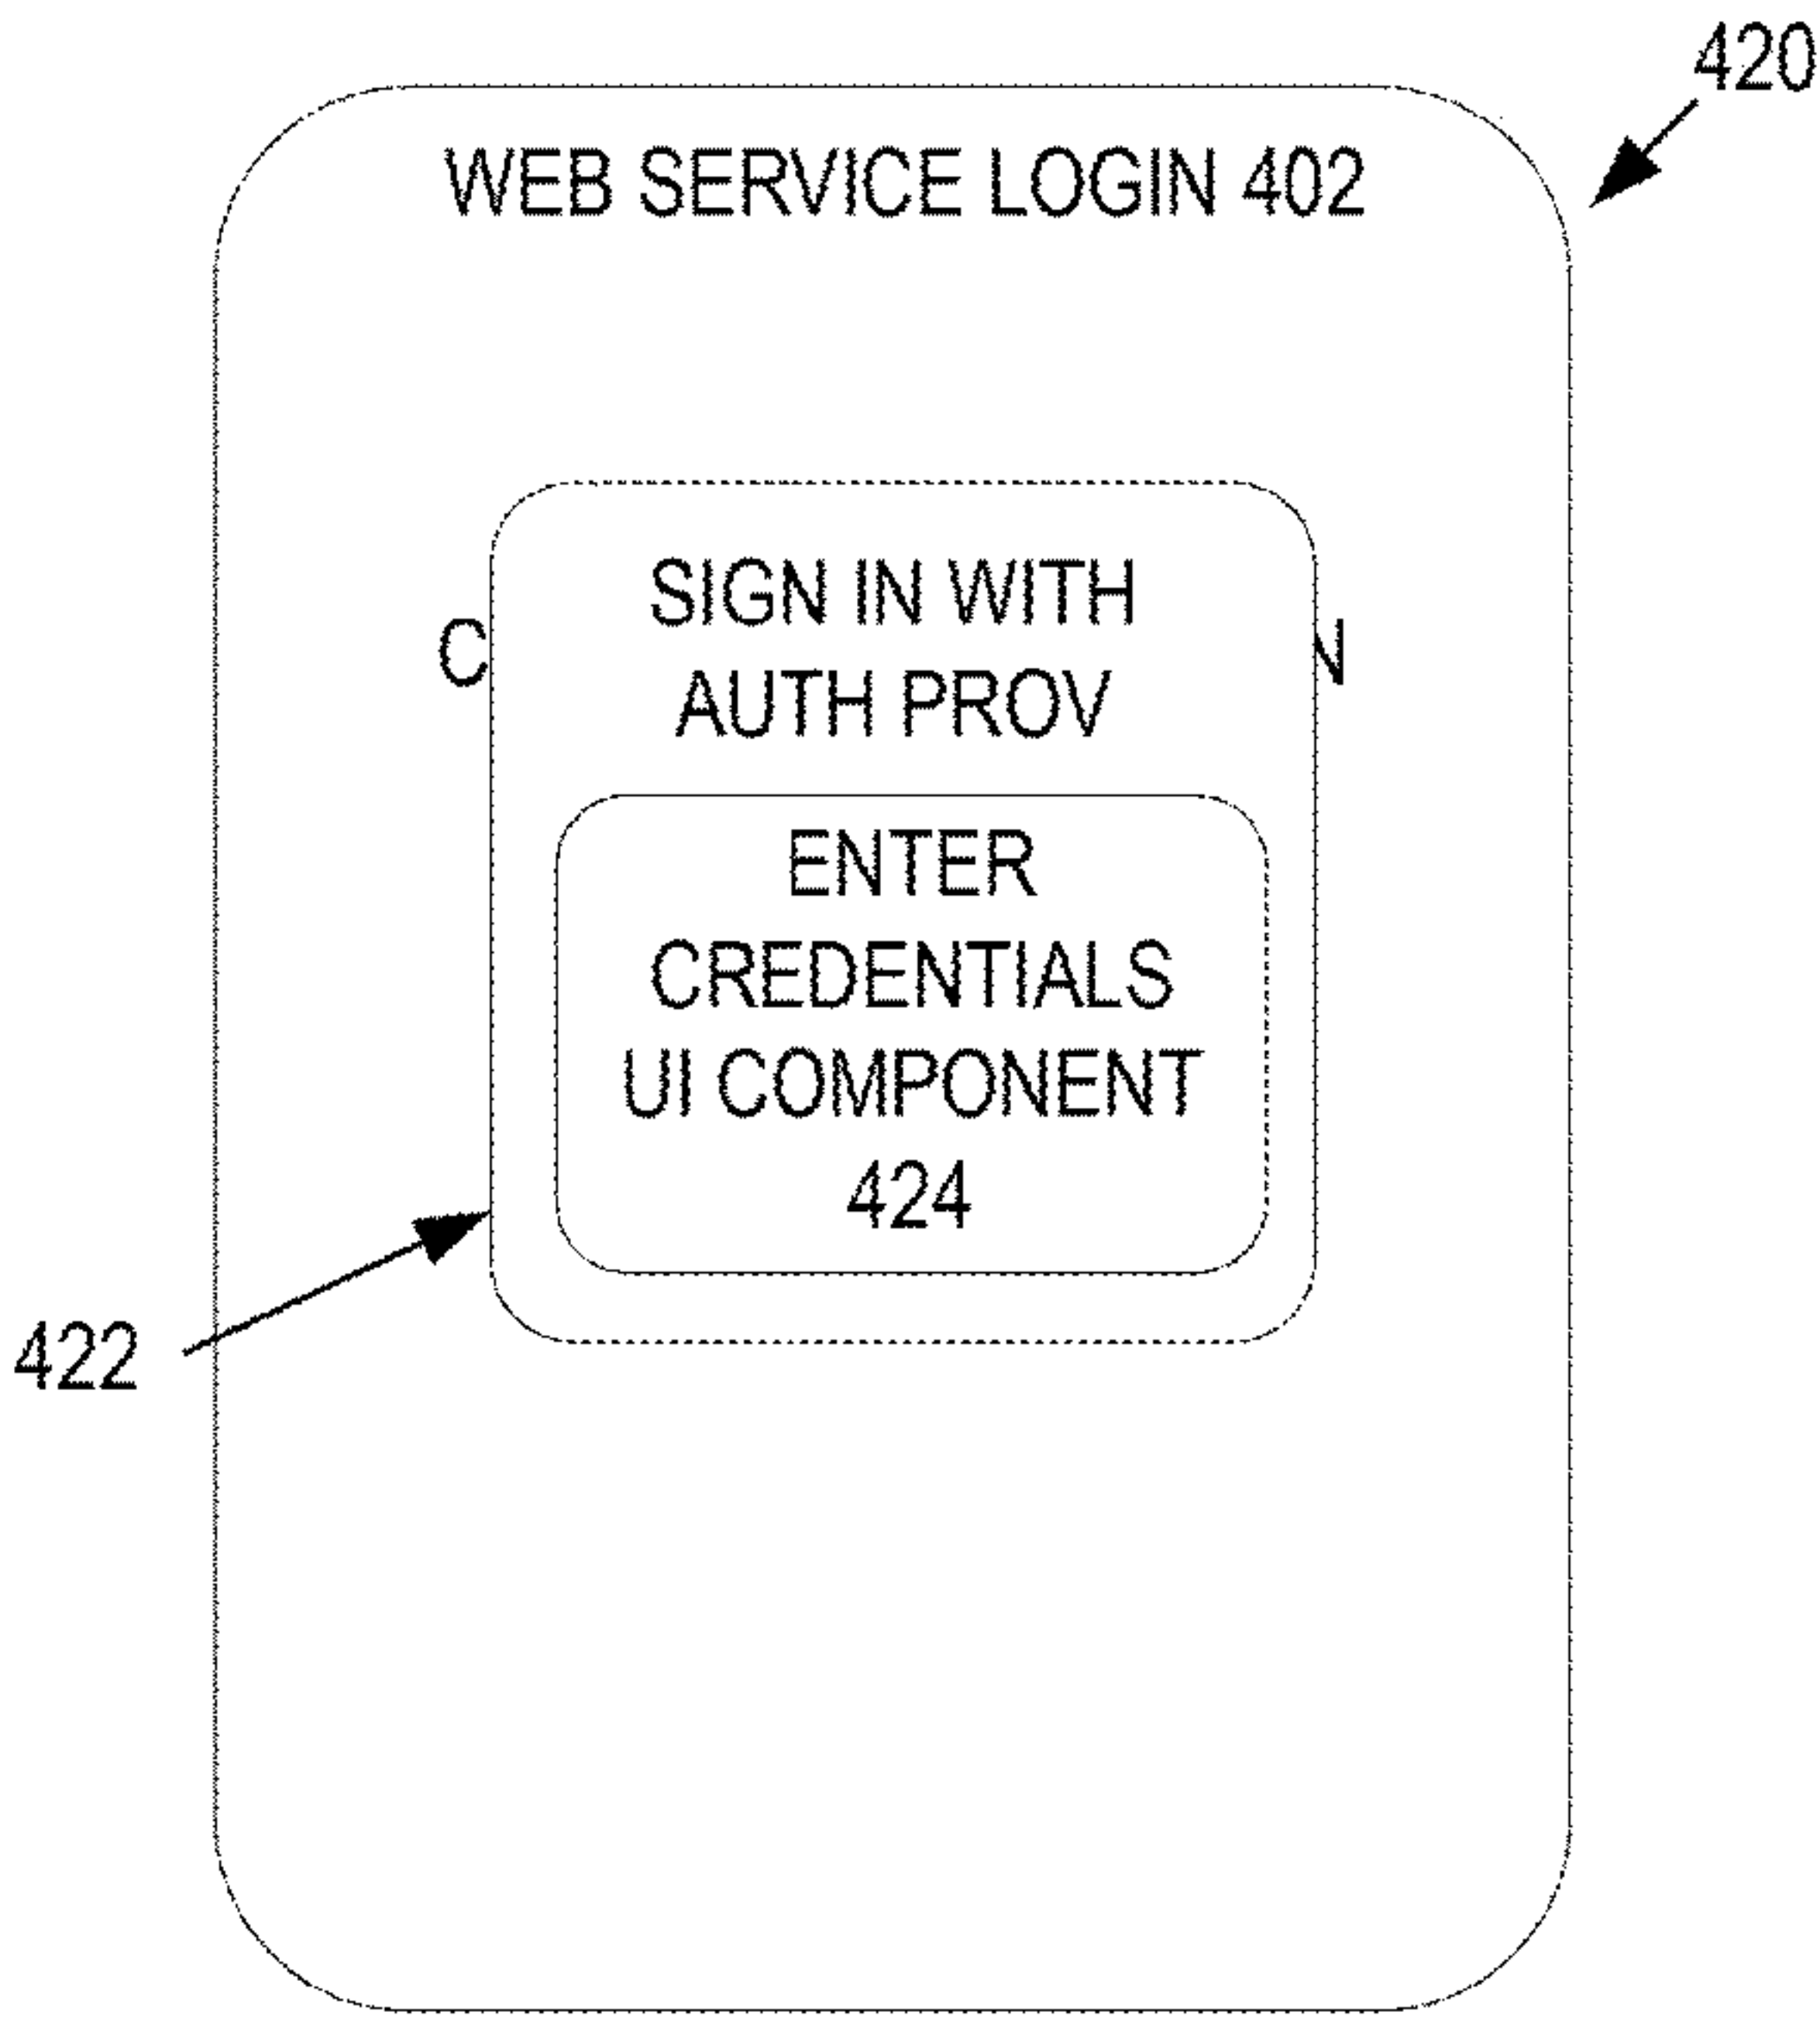 420
WEB SERVICE LOGIN 402
SIGN IN WITH
C N
AUTH PROV
ENTER
CREDENTIALS
UI COMPONENT
424
422